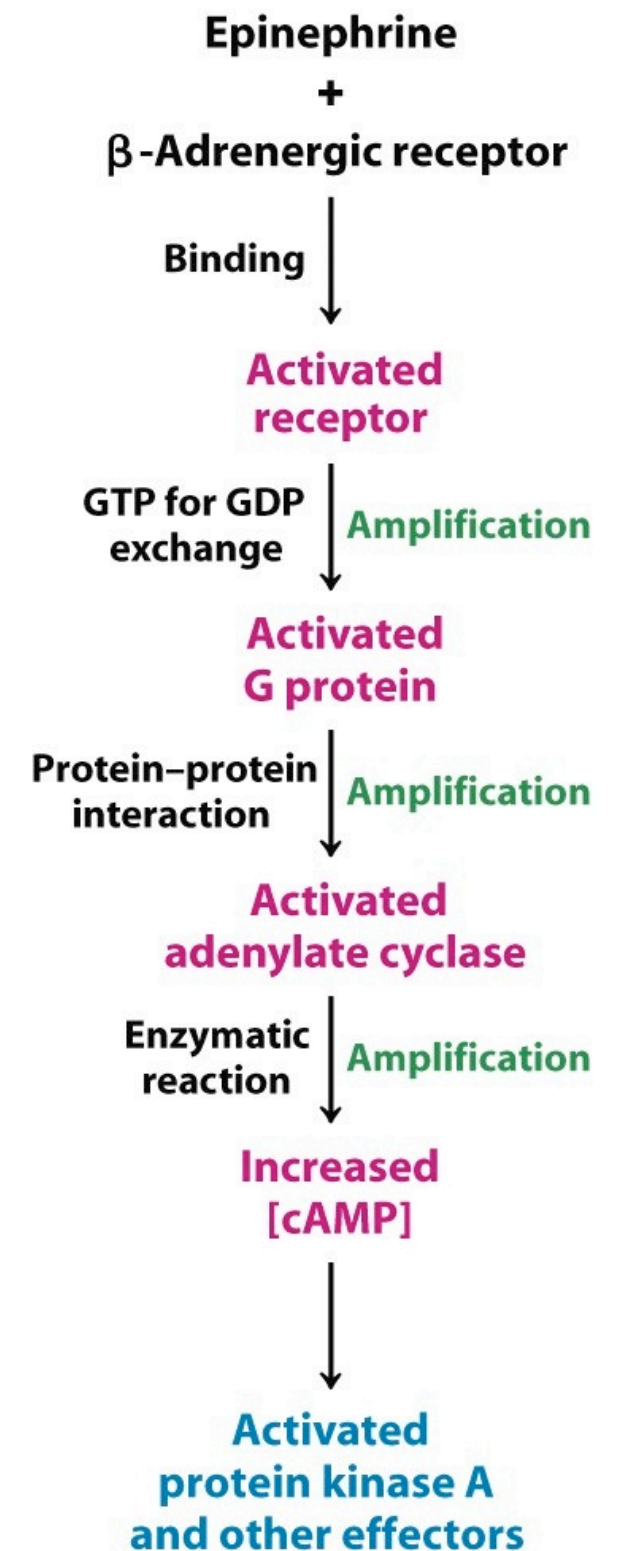 Epinephrine
+
β-Adrenergic receptor
Binding
Activated
receptor
GTP for GDP
exchange
Amplification
Activated
G protein
Protein–protein
interaction
Amplification
Activated
adenylate cyclase
Enzymatic
reaction
Amplification
Increased
[cAMP]
Activated
protein kinase A
and other effectors